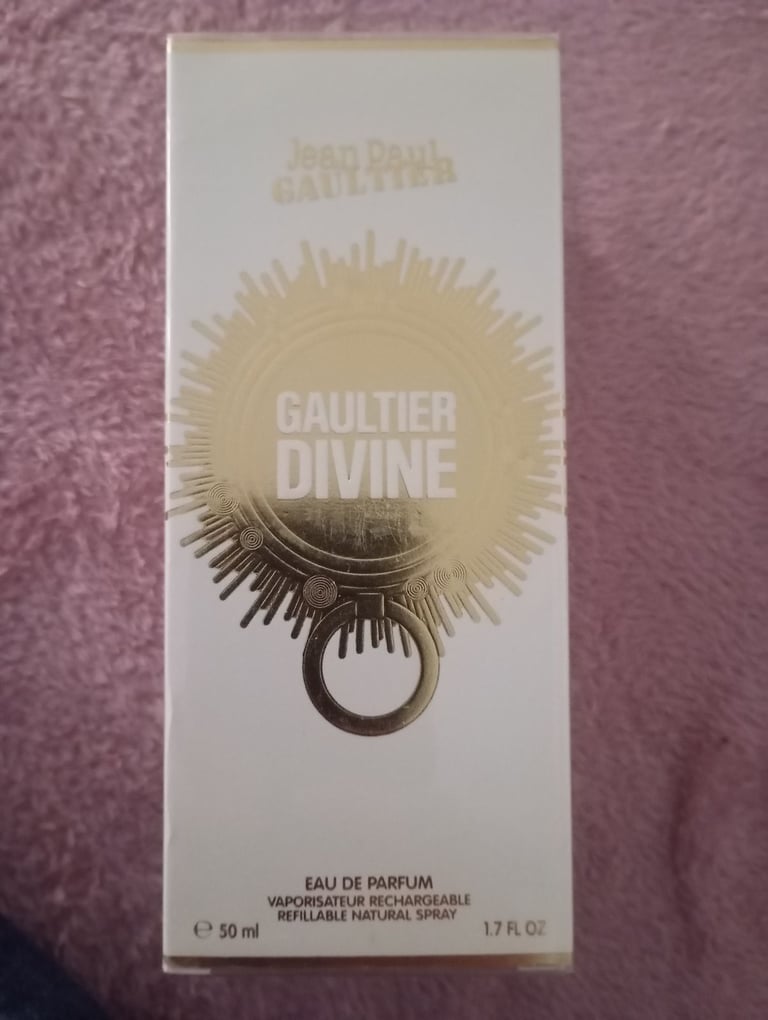 Jean Paul
GAULTIER
GAULTIER
DIVINE
EAU DE PARFUM
VAPORISATEUR RECHARGEABLE
REFILLABLE NATURAL SPRAY
℮ 50 ml 1.7 FL OZ